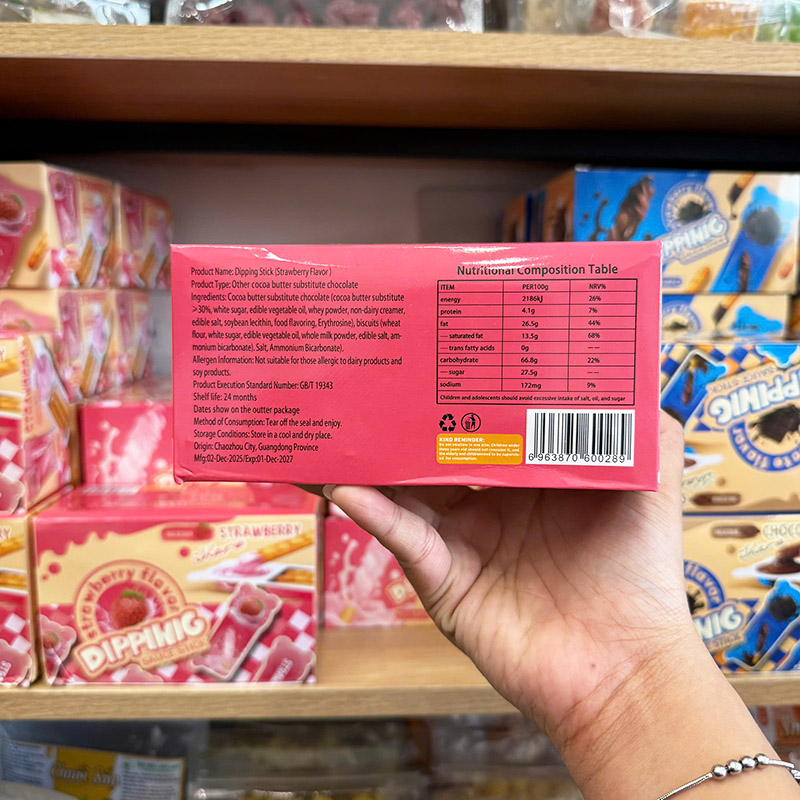 Product Name: Dipping Stick (Strawberry Flavor )
Product Type: Other cocoa butter substitute chocolate
Ingredients: Cocoa butter substitute chocolate (cocoa butter substitute
>30%, white sugar, edible vegetable oil, whey powder, non-dairy creamer,
edible salt, soybean lecithin, food flavoring, Erythrosine), biscuits (wheat
flour, white sugar, edible vegetable oil, whole milk powder, edible salt, am-
monium bicarbonate), Salt, Ammonium Bicarbonate).
Allergen Information: Not suitable for those allergic to dairy products and
soy products.
Product Execution Standard Number: GB/T 19343
Shelf life: 24 months
Dates show on the outter package
Method of Consumption: Tear off the seal and enjoy.
Storage Conditions: Store in a cool and dry place.
Origin: Chaozhou City, Guangdong Province
Mfg:02-Dec-2025/Exp:01-Dec-2027
Nutritional Composition Table
ITEM PER100g NRV%
energy 2186kJ 26%
protein 4.1g 7%
fat 26.5g 44%
— saturated fat 13.5g 68%
— trans fatty acids 0g ——
carbohydrate 66.8g 22%
— sugar 27.5g ——
sodium 172mg 9%
Children and adolescents should avoid excessive intake of salt, oil, and sugar
KIND REMINDER:
6 963870 600289
STRAWBERRY
strawberry flavor
DIPPINIG
SAUCE STICK
DIPPINIG
CHOCO
flavor
NIG